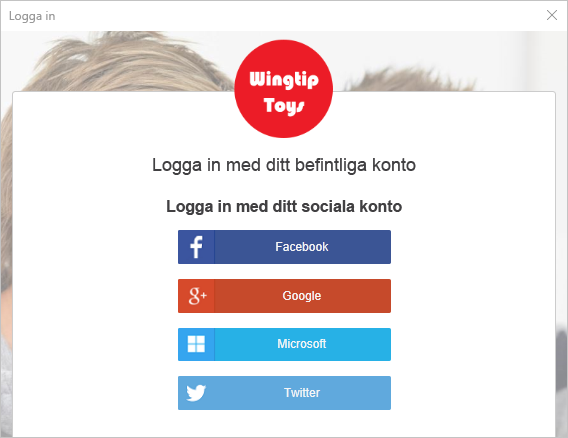 Logga in
Wingtip
Toys
Logga in med ditt befintliga konto
Logga in med ditt sociala konto
Facebook
Google
Microsoft
Twitter